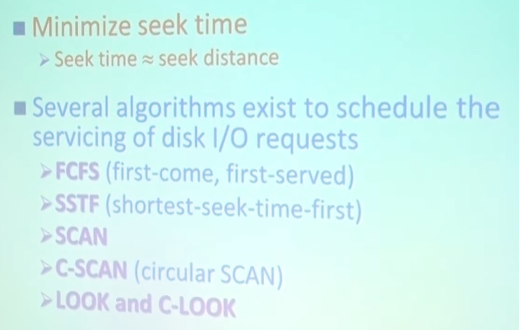 Minimize seek time
Seek time ≈ seek distance
Several algorithms exist to schedule the
servicing of disk I/O requests
FCFS (first-come, first-served)
SSTF (shortest-seek-time-first)
SCAN
C-SCAN (circular SCAN)
LOOK and C-LOOK